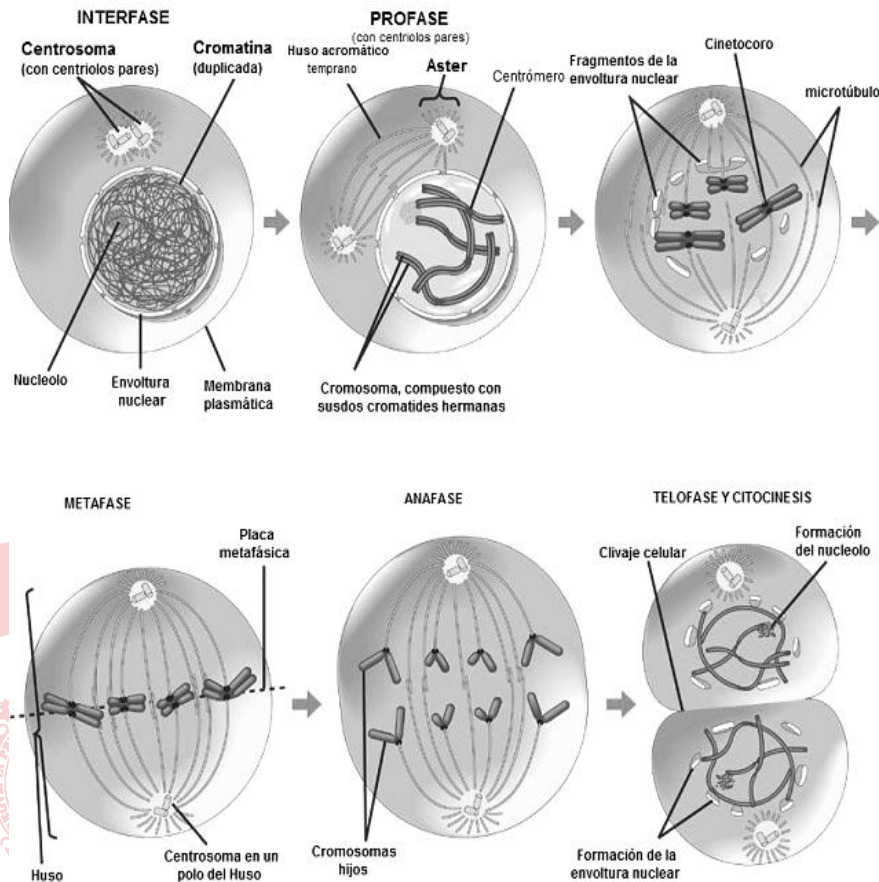 INTERFASE
Centrosoma
(con centriolos pares)
Cromatina
(duplicada)
Nucleolo
Envoltura
nuclear
Membrana
plasmática
PROFASE
(con centriolos pares)
Huso acromático
temprano
Aster
Centrómero
Cromosoma, compuesto con
susdos cromatides hermanas
Fragmentos de la
envoltura nuclear
Cinetocoro
microtúbulo
METAFASE
Placa
metafásica
Huso
Centrosoma en un
polo del Huso
ANAFASE
Cromosomas
hijos
TELOFASE Y CITOCINESIS
Clivaje celular
Formación
del nucleolo
Formación de la
envoltura nuclear